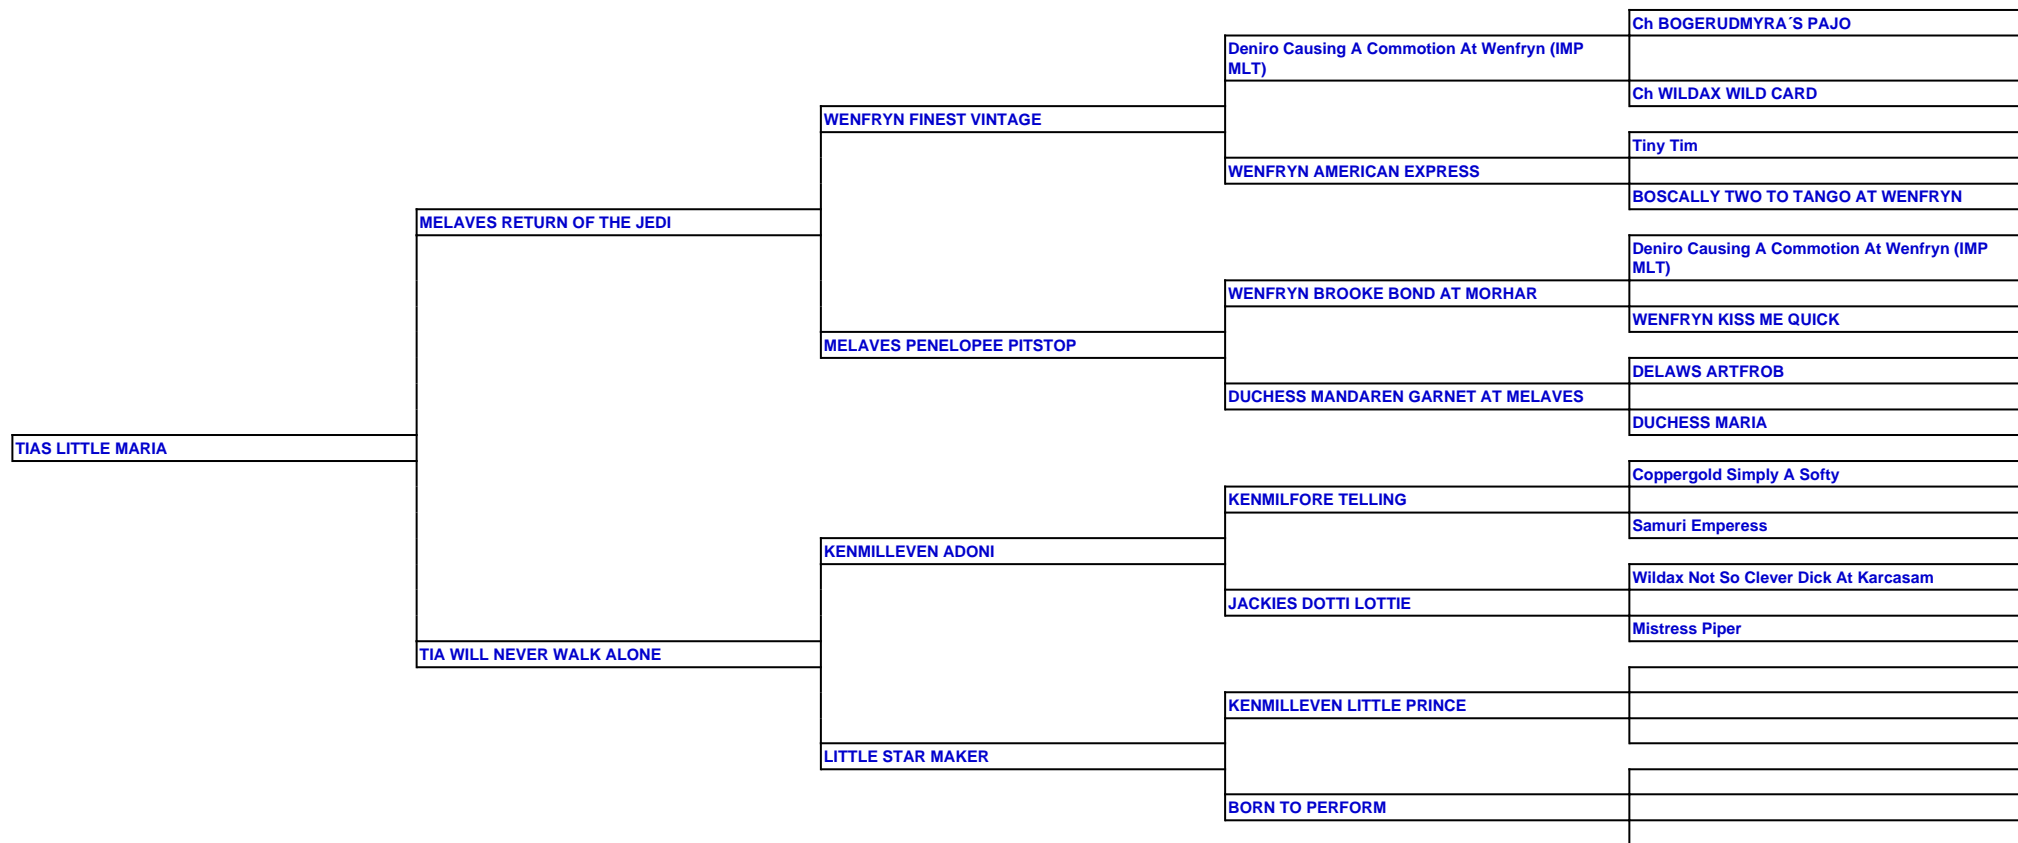 Ch BOGERUDMYRA´S PAJO
Deniro Causing A Commotion At Wenfryn (IMP
MLT)
Ch WILDAX WILD CARD
WENFRYN FINEST VINTAGE
Tiny Tim
WENFRYN AMERICAN EXPRESS
BOSCALLY TWO TO TANGO AT WENFRYN
MELAVES RETURN OF THE JEDI
Deniro Causing A Commotion At Wenfryn (IMP
MLT)
WENFRYN BROOKE BOND AT MORHAR
WENFRYN KISS ME QUICK
MELAVES PENELOPEE PITSTOP
DELAWS ARTFROB
DUCHESS MANDAREN GARNET AT MELAVES
DUCHESS MARIA
TIAS LITTLE MARIA
Coppergold Simply A Softy
KENMILFORE TELLING
Samuri Emperess
KENMILLEVEN ADONI
Wildax Not So Clever Dick At Karcasam
JACKIES DOTTI LOTTIE
Mistress Piper
TIA WILL NEVER WALK ALONE
KENMILLEVEN LITTLE PRINCE
LITTLE STAR MAKER
BORN TO PERFORM